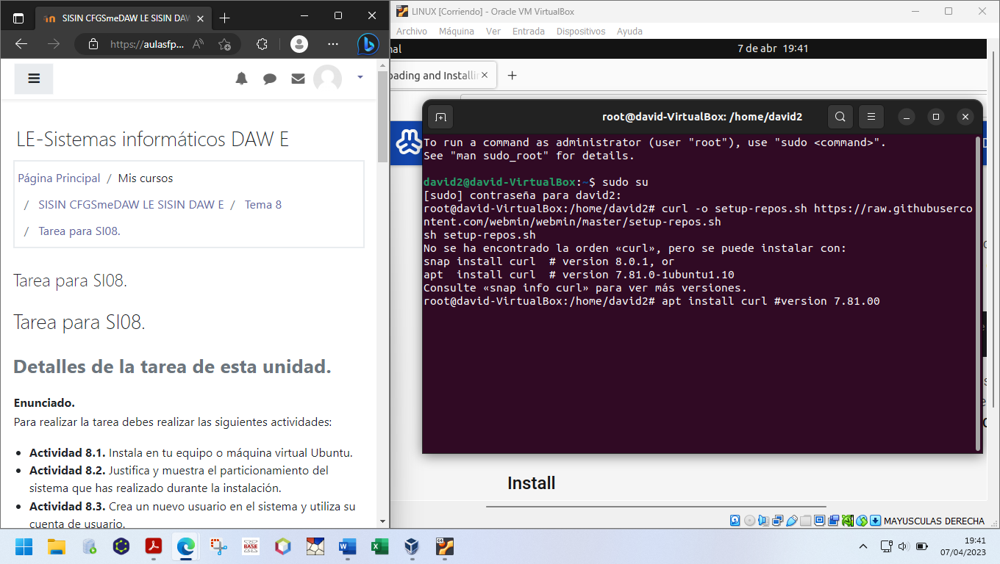 SISIN CFGSmeDAW LE SISIN DAW
https://aulasfp...
LE-Sistemas informáticos DAW E
Página Principal / Mis cursos
/ SISIN CFGSmeDAW LE SISIN DAW E / Tema 8
/ Tarea para SI08.
Tarea para SI08.
Tarea para SI08.
Detalles de la tarea de esta unidad.
Enunciado.
Para realizar la tarea debes realizar las siguientes actividades:
• Actividad 8.1. Instala en tu equipo o máquina virtual Ubuntu.
• Actividad 8.2. Justifica y muestra el particionamiento del
sistema que has realizado durante la instalación.
• Actividad 8.3. Crea un nuevo usuario en el sistema y utiliza su
cuenta de usuario.
LINUX [Corriendo] - Oracle VM VirtualBox
Archivo Máquina Ver Entrada Dispositivos Ayuda
nal 7 de abr 19:41
oading and Installi
root@david-VirtualBox: /home/david2
To run a command as administrator (user "root"), use "sudo <command>".
See "man sudo_root" for details.
david2@david-VirtualBox:~$ sudo su
[sudo] contraseña para david2:
root@david-VirtualBox:/home/david2# curl -o setup-repos.sh https://raw.githubuserco
ntent.com/webmin/webmin/master/setup-repos.sh
sh setup-repos.sh
No se ha encontrado la orden «curl», pero se puede instalar con:
snap install curl # version 8.0.1, or
apt install curl # version 7.81.0-1ubuntu1.10
Consulte «snap info curl» para ver más versiones.
root@david-VirtualBox:/home/david2# apt install curl #version 7.81.00
Install
MAYUSCULAS DERECHA
BASE
64
19:41
07/04/2023